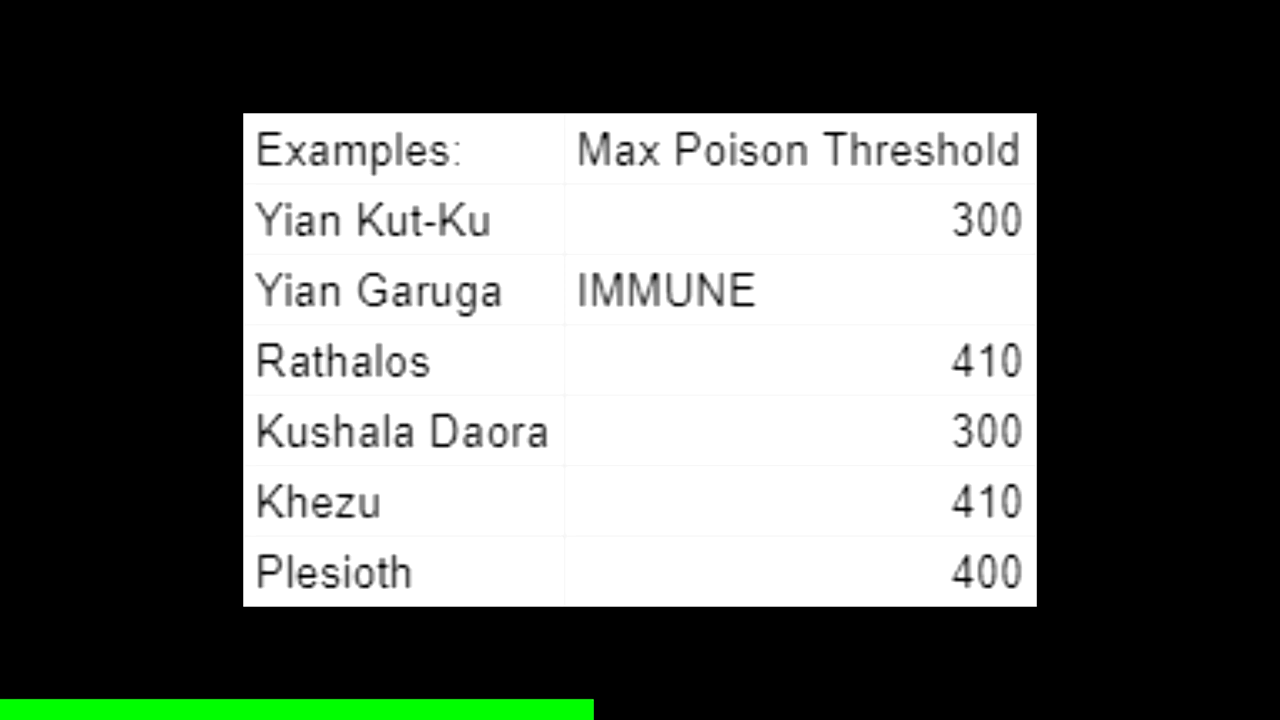 Examples: Max Poison Threshold
Yian Kut-Ku 300
Yian Garuga IMMUNE
Rathalos 410
Kushala Daora 300
Khezu 410
Plesioth 400